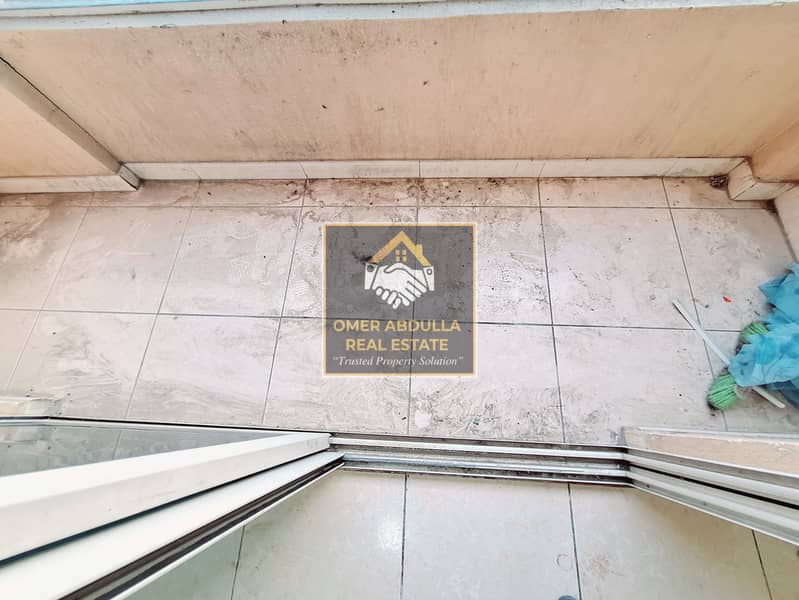 OMER ABDULLA
REAL ESTATE
“Trusted Property Solution”